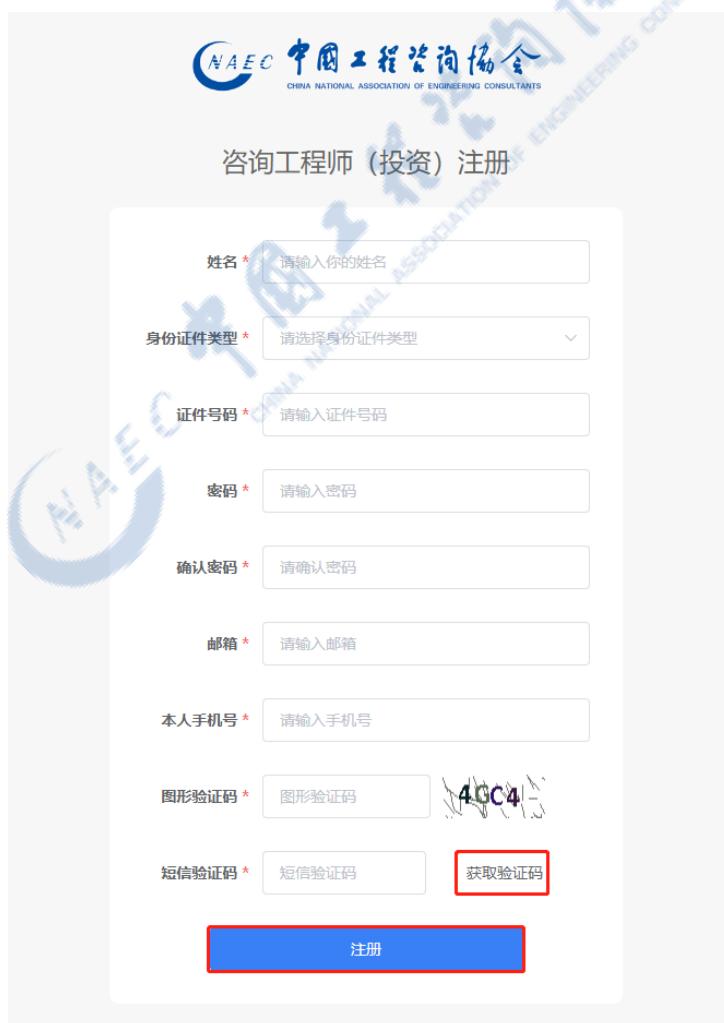 NAEC 中國工程咨询協会
CHINA NATIONAL ASSOCIATION OF ENGINEERING CONSULTANTS
咨询工程师（投资）注册
姓名 * 请输入你的姓名
身份证件类型 * 请选择身份证件类型
证件号码 * 请输入证件号码
密码 * 请输入密码
确认密码 * 请确认密码
邮箱 * 请输入邮箱
本人手机号 * 请输入手机号
图形验证码 * 图形验证码 4GC4
短信验证码 * 短信验证码 获取验证码
注册